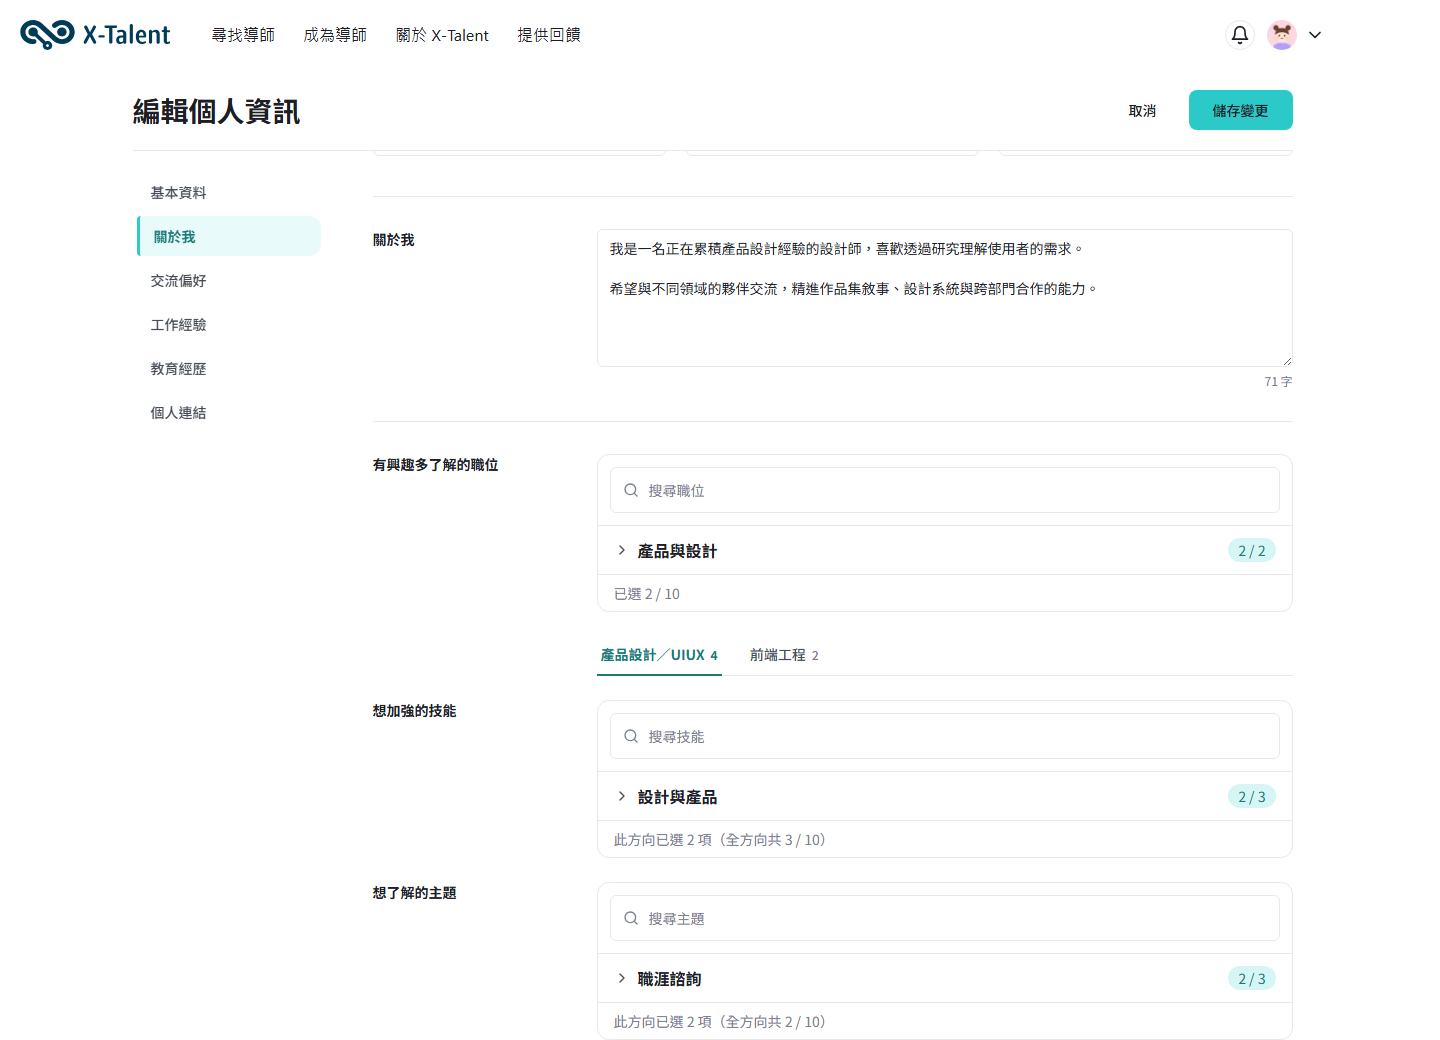 X-Talent 尋找導師 成為導師 關於 X-Talent 提供回饋
編輯個人資訊 取消 儲存變更
基本資料
關於我
交流偏好
工作經驗
教育經歷
個人連結
關於我
我是一名正在累積產品設計經驗的設計師，喜歡透過研究理解使用者的需求。
希望與不同領域的夥伴交流，精進作品集敘事、設計系統與跨部門合作的能力。
71 字
有興趣多了解的職位
搜尋職位
產品與設計 2 / 2
已選 2 / 10
產品設計／UIUX 4 前端工程 2
想加強的技能
搜尋技能
設計與產品 2 / 3
此方向已選 2 項（全方向共 3 / 10）
想了解的主題
搜尋主題
職涯諮詢 2 / 3
此方向已選 2 項（全方向共 2 / 10）